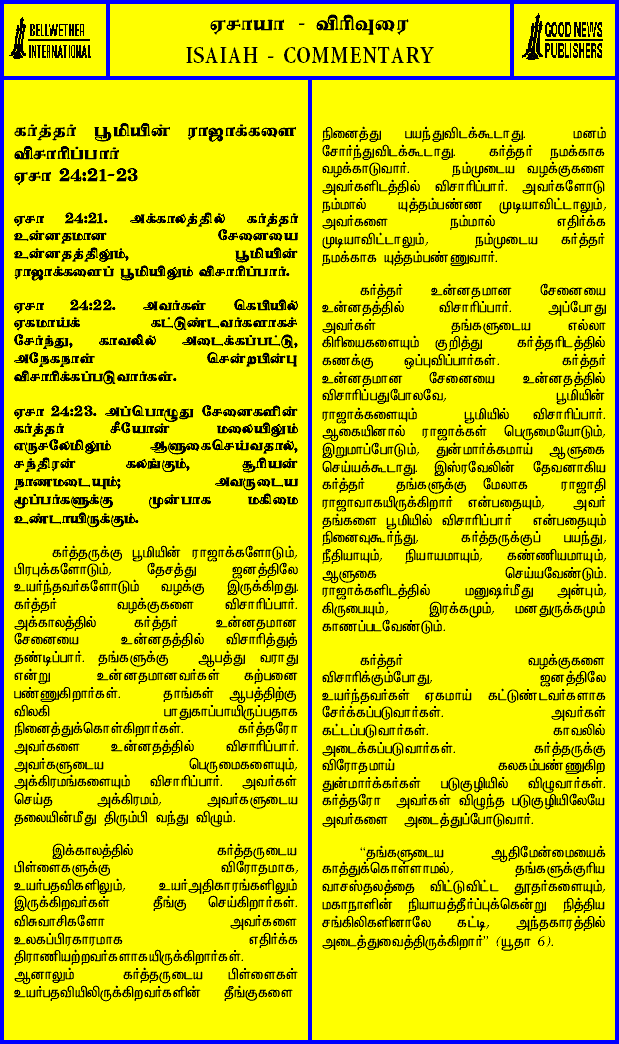 BELLWETHER
INTERNATIONAL
ஏசாயா - விரிவுரை
ISAIAH - COMMENTARY
GOOD NEWS
PUBLISHERS
கர்த்தர் பூமியின் ராஜாக்களை
விசாரிப்பார்
ஏசா 24:21-23
ஏசா 24:21. அக்காலத்தில் கர்த்தர்
உன்னதமான சேனையை
உன்னதத்திலும், பூமியின்
ராஜாக்களைப் பூமியிலும் விசாரிப்பார்.
ஏசா 24:22. அவர்கள் கெபியில்
ஏகமாய்க் கட்டுண்டவர்களாகச்
சேர்ந்து, காவலில் அடைக்கப்பட்டு,
அநேகநாள் சென்றபின்பு
விசாரிக்கப்படுவார்கள்.
ஏசா 24:23. அப்பொழுது சேனைகளின்
கர்த்தர் சீயோன் மலையிலும்
எருசலேமிலும் ஆளுகைசெய்வதால்,
சந்திரன் கலங்கும், சூரியன்
நாணமடையும்; அவருடைய
மூப்பர்களுக்கு முன்பாக மகிமை
உண்டாயிருக்கும்.
கர்த்தருக்கு பூமியின் ராஜாக்களோடும்,
பிரபுக்களோடும், தேசத்து ஜனத்திலே
உயர்ந்தவர்களோடும் வழக்கு இருக்கிறது.
கர்த்தர் வழக்குகளை விசாரிப்பார்.
அக்காலத்தில் கர்த்தர் உன்னதமான
சேனையை உன்னதத்தில் விசாரித்துத்
தண்டிப்பார். தங்களுக்கு ஆபத்து வராது
என்று உன்னதமானவர்கள் கற்பனை
பண்ணுகிறார்கள். தாங்கள் ஆபத்திற்கு
விலகி பாதுகாப்பாயிருப்பதாக
நினைத்துக்கொள்கிறார்கள். கர்த்தரோ
அவர்களை உன்னதத்தில் விசாரிப்பார்.
அவர்களுடைய பெருமைகளையும்,
அக்கிரமங்களையும் விசாரிப்பார். அவர்கள்
செய்த அக்கிரமம், அவர்களுடைய
தலையின்மீது திரும்பி வந்து விழும்.
இக்காலத்தில் கர்த்தருடைய
பிள்ளைகளுக்கு விரோதமாக,
உயர்பதவிகளிலும், உயர்அதிகாரங்களிலும்
இருக்கிறவர்கள் தீங்கு செய்கிறார்கள்.
விசுவாசிகளோ அவர்களை
உலகப்பிரகாரமாக எதிர்க்க
திராணியற்றவர்களாகயிருக்கிறார்கள்.
ஆனாலும் கர்த்தருடைய பிள்ளைகள்
உயர்பதவியிலிருக்கிறவர்களின் தீங்குகளை
நினைத்து பயந்துவிடக்கூடாது. மனம்
சோர்ந்துவிடக்கூடாது. கர்த்தர் நமக்காக
வழக்காடுவார். நம்முடைய வழக்குகளை
அவர்களிடத்தில் விசாரிப்பார். அவர்களோடு
நம்மால் யுத்தம்பண்ண முடியாவிட்டாலும்,
அவர்களை நம்மால் எதிர்க்க
முடியாவிட்டாலும், நம்முடைய கர்த்தர்
நமக்காக யுத்தம்பண்ணுவார்.
கர்த்தர் உன்னதமான சேனையை
உன்னதத்தில் விசாரிப்பார். அப்போது
அவர்கள் தங்களுடைய எல்லா
கிரியைகளையும் குறித்து கர்த்தரிடத்தில்
கணக்கு ஒப்புவிப்பார்கள். கர்த்தர்
உன்னதமான சேனையை உன்னதத்தில்
விசாரிப்பதுபோலவே, பூமியின்
ராஜாக்களையும் பூமியில் விசாரிப்பார்.
ஆகையினால் ராஜாக்கள் பெருமையோடும்,
இறுமாப்போடும், துன்மார்க்கமாய் ஆளுகை
செய்யக்கூடாது. இஸ்ரவேலின் தேவனாகிய
கர்த்தர் தங்களுக்கு மேலாக ராஜாதி
ராஜாவாகயிருக்கிறார் என்பதையும், அவர்
தங்களை பூமியில் விசாரிப்பார் என்பதையும்
நினைவுகூர்ந்து, கர்த்தருக்குப் பயந்து,
நீதியாயும், நியாயமாயும், கண்ணியமாயும்,
ஆளுகை செய்யவேண்டும்.
ராஜாக்களிடத்தில் மனுஷர்மீது அன்பும்,
கிருபையும், இரக்கமும், மனதுருக்கமும்
காணப்படவேண்டும்.
கர்த்தர் வழக்குகளை
விசாரிக்கும்போது, ஜனத்திலே
உயர்ந்தவர்கள் ஏகமாய் கட்டுண்டவர்களாக
சேர்க்கப்படுவார்கள். அவர்கள்
கட்டப்படுவார்கள். காவலில்
அடைக்கப்படுவார்கள். கர்த்தருக்கு
விரோதமாய் கலகம்பண்ணுகிற
துன்மார்க்கர்கள் படுகுழியில் விழுவார்கள்.
கர்த்தரோ அவர்கள் விழுந்த படுகுழியிலேயே
அவர்களை அடைத்துப்போடுவார்.
“தங்களுடைய ஆதிமேன்மையைக்
காத்துக்கொள்ளாமல், தங்களுக்குரிய
வாசஸ்தலத்தை விட்டுவிட்ட தூதர்களையும்,
மகாநாளின் நியாயத்தீர்ப்புக்கென்று நித்திய
சங்கிலிகளினாலே கட்டி, அந்தகாரத்தில்
அடைத்துவைத்திருக்கிறார்” (யூதா 6).